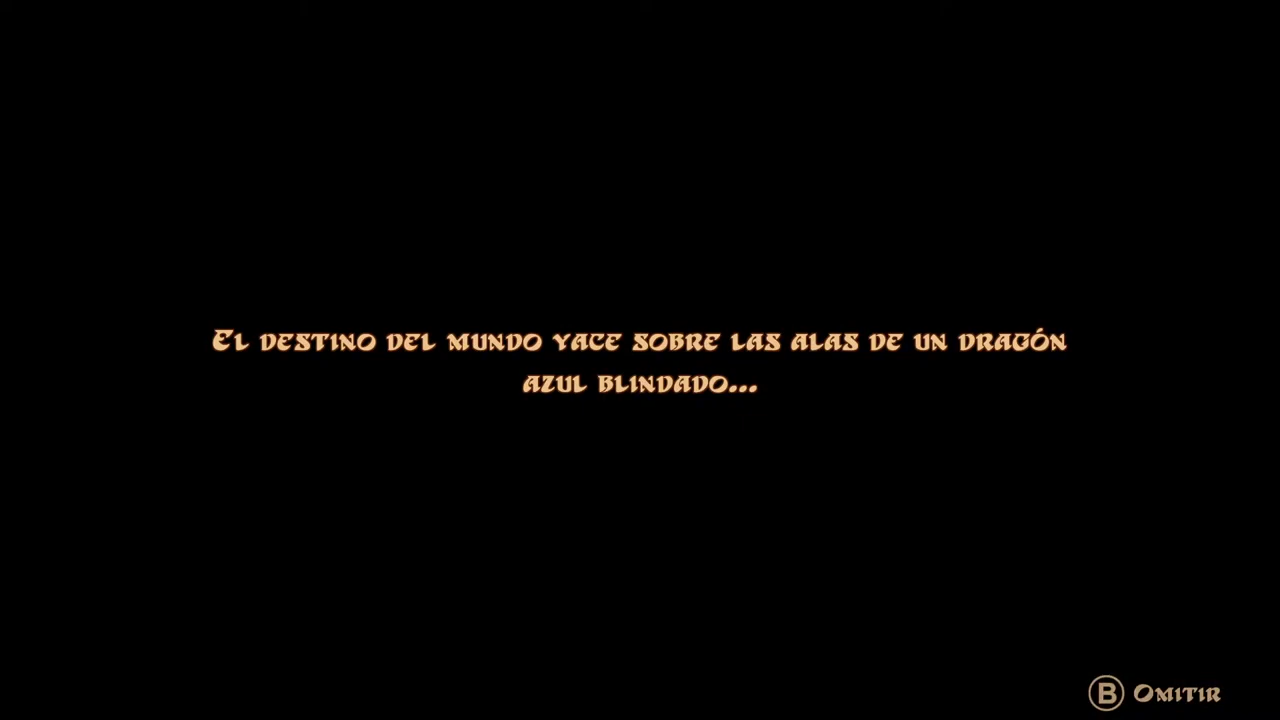 El destino del mundo yace sobre las alas de un dragón
azul blindado...
B Omitir